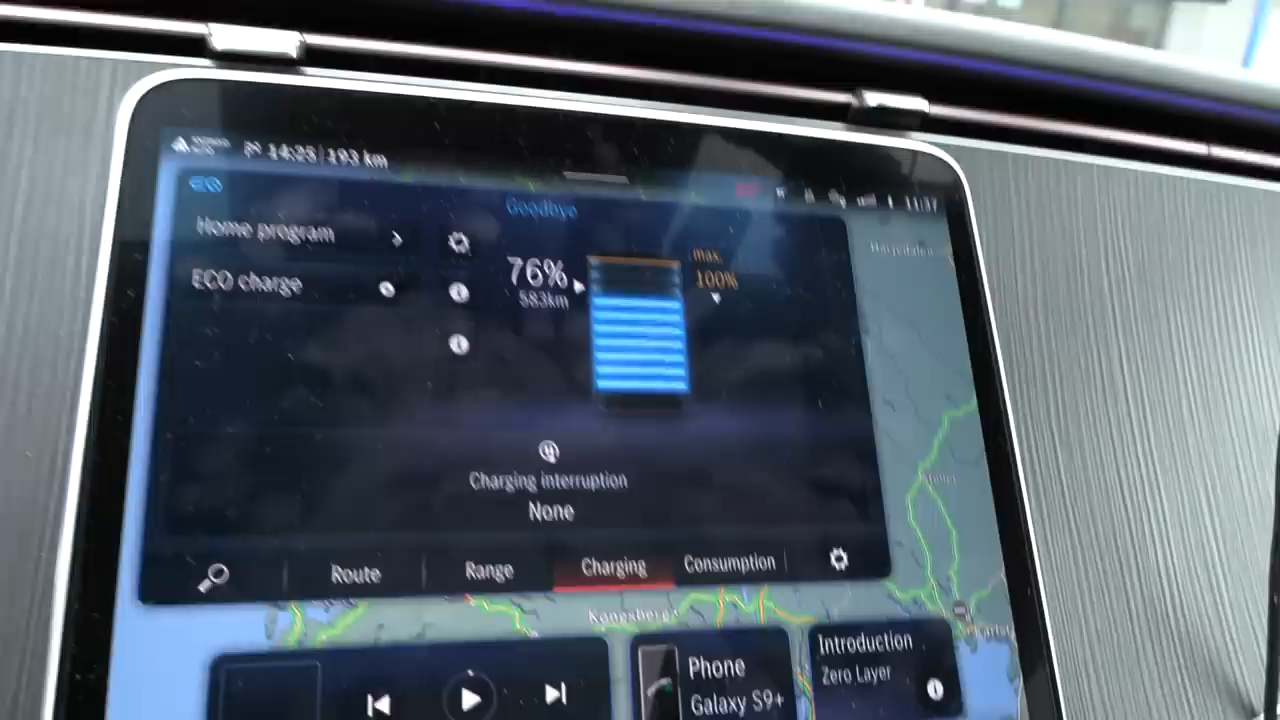 14:25 193 km
11:37
Goodbye
Home program
ECO charge
76%
583km
max.
100%
Charging interruption
None
Route
Range
Charging
Consumption
Kongsberg
Introduction
Zero Layer
Phone
Galaxy S9+